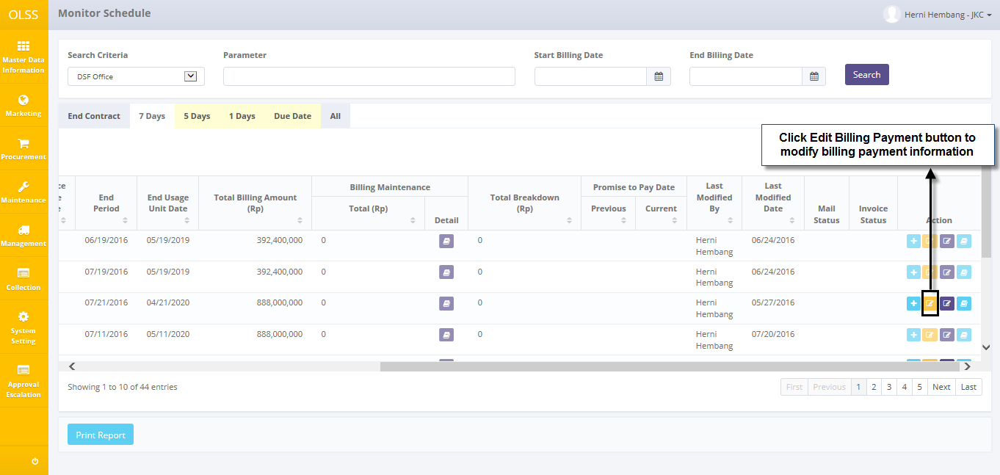 OLSS
Monitor Schedule
Herni Hembang - JKC
Master Data
Information
Marketing
Procurement
Maintenance
Management
Collection
System
Setting
Approval
Escalation
Search Criteria
Parameter
Start Billing Date
End Billing Date
DSF Office
Search
End Contract
7 Days
5 Days
1 Days
Due Date
All
Click Edit Billing Payment button to
modify billing payment information
End
Period
End Usage
Unit Date
Total Billing Amount
(Rp)
Billing Maintenance
Total (Rp)
Detail
Total Breakdown
(Rp)
Promise to Pay Date
Previous
Current
Last
Modified
By
Last
Modified
Date
Mail
Status
Invoice
Status
Action
06/19/2016 05/19/2019 392,400,000 0 0 Herni 06/24/2016
Hembang
07/19/2016 05/19/2019 392,400,000 0 0 Herni 06/24/2016
Hembang
07/21/2016 04/21/2020 888,000,000 0 0 Herni 05/27/2016
Hembang
07/11/2016 05/11/2020 888,000,000 0 0 Herni 07/20/2016
Hembang
Showing 1 to 10 of 44 entries
First Previous 1 2 3 4 5 Next Last
Print Report